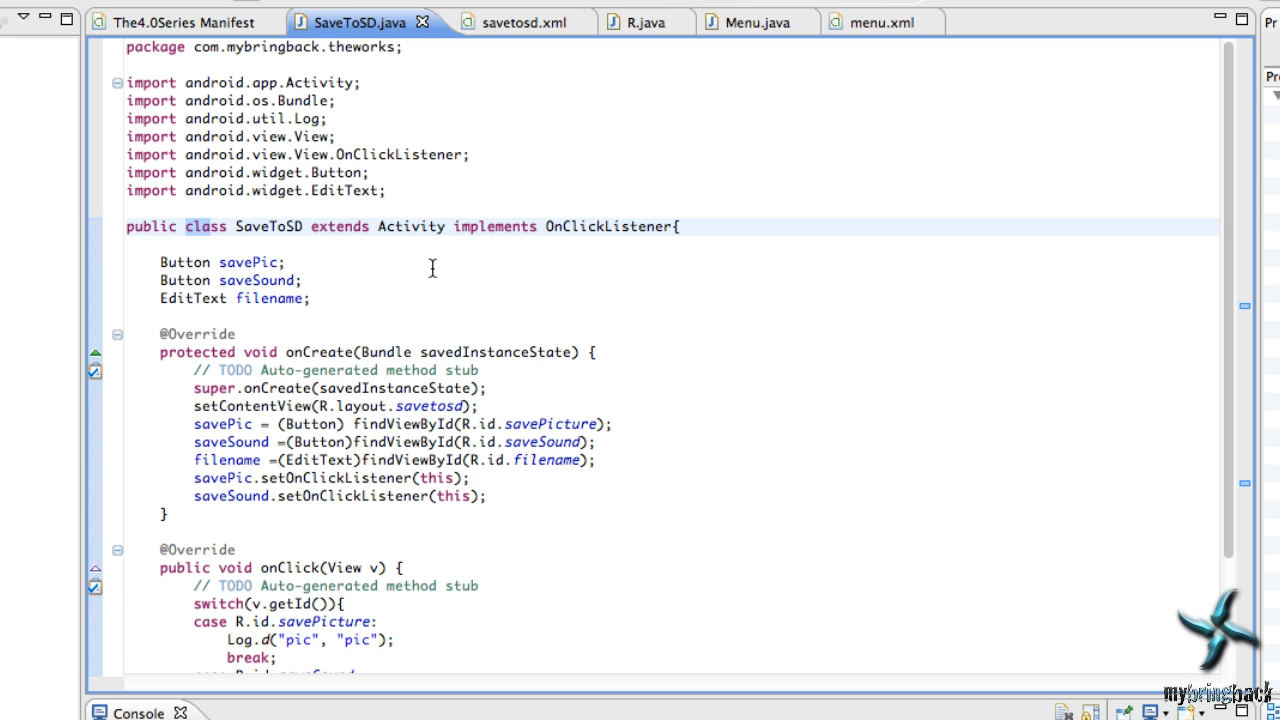 The4.0Series Manifest
SaveToSD.java
savetosd.xml
R.java
Menu.java
menu.xml
Pr
Pro
package com.mybringback.theworks;
import android.app.Activity;
import android.os.Bundle;
import android.util.Log;
import android.view.View;
import android.view.View.OnClickListener;
import android.widget.Button;
import android.widget.EditText;
public class SaveToSD extends Activity implements OnClickListener{
Button savePic;
Button saveSound;
EditText filename;
@Override
protected void onCreate(Bundle savedInstanceState) {
// TODO Auto-generated method stub
super.onCreate(savedInstanceState);
setContentView(R.layout.savetosd);
savePic = (Button) findViewById(R.id.savePicture);
saveSound =(Button)findViewById(R.id.saveSound);
filename =(EditText)findViewById(R.id.filename);
savePic.setOnClickListener(this);
saveSound.setOnClickListener(this);
}
@Override
public void onClick(View v) {
// TODO Auto-generated method stub
switch(v.getId()){
case R.id.savePicture:
Log.d("pic", "pic");
break;
case R.id.saveSound
mybringback
Console